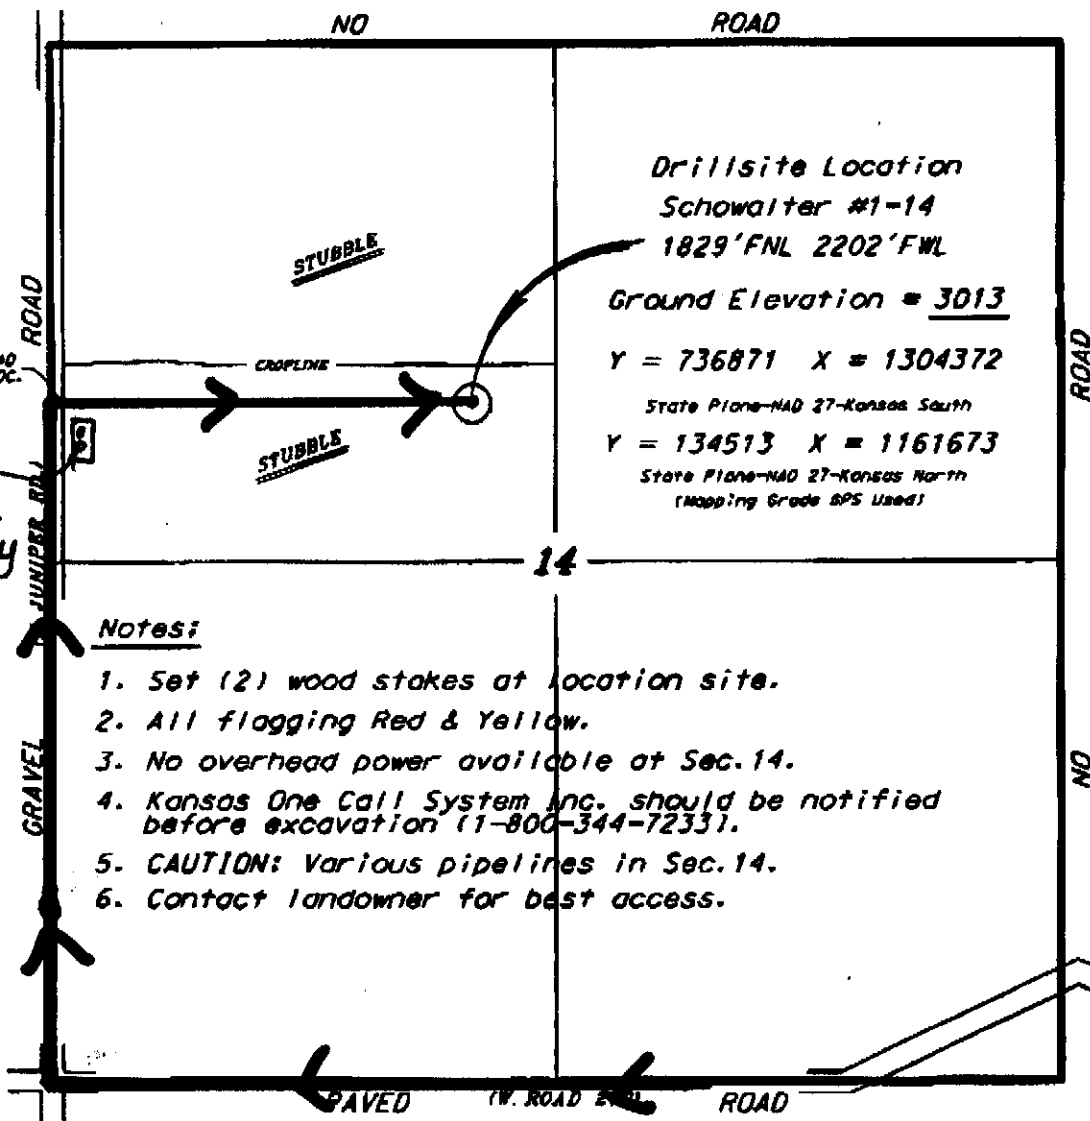 NO ROAD
Drillsite Location
Schowalter #1-14
1829'FNL 2202'FWL
Ground Elevation = 3013
Y = 736871 X = 1304372
State Plane-NAD 27-Kansas South
Y = 134513 X = 1161673
State Plane-NAD 27-Kansas North
(Mapping Grade GPS Used)
STUBBLE
CROPLINE
STUBBLE
ROAD
JUNIPER RD.)
GRAVEL
ROAD
NO
14
Notes:
1. Set (2) wood stakes at location site.
2. All flagging Red & Yellow.
3. No overhead power available at Sec.14.
4. Kansas One Call System Inc. should be notified
before excavation (1-800-344-7233).
5. CAUTION: Various pipelines in Sec.14.
6. Contact landowner for best access.
PAVED (W. ROAD ROAD